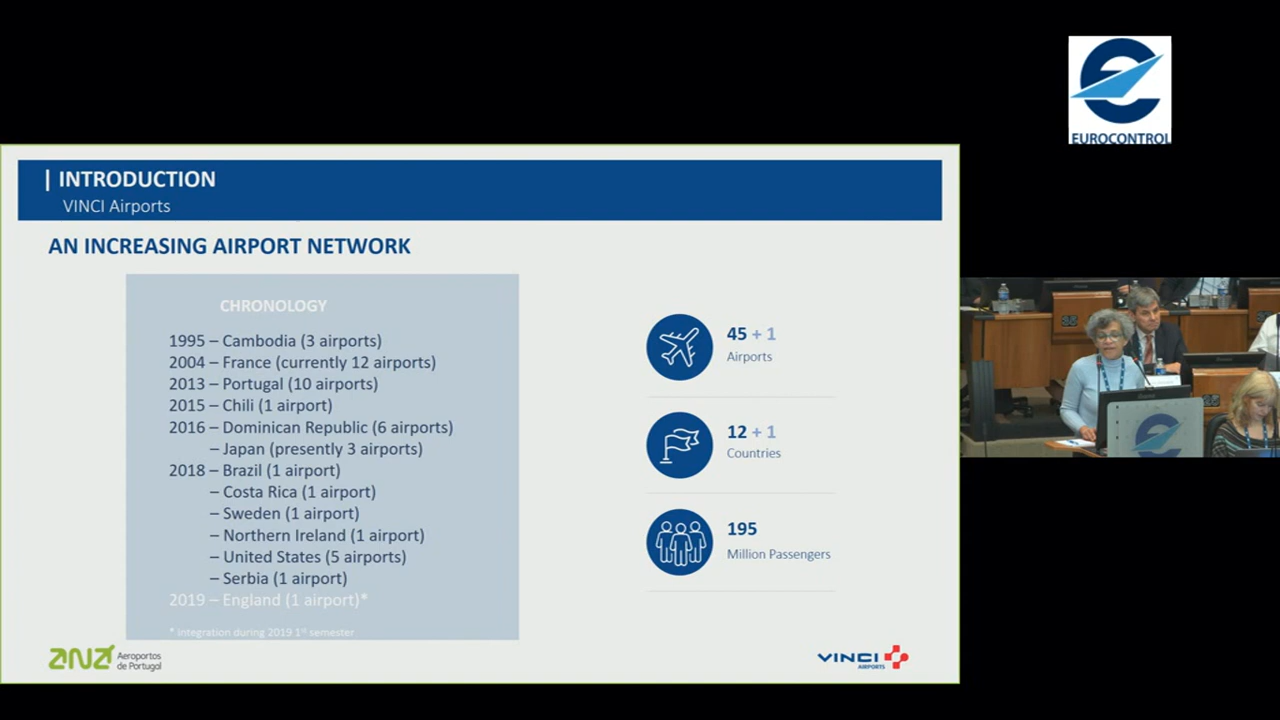 EUROCONTROL
| INTRODUCTION
VINCI Airports
AN INCREASING AIRPORT NETWORK
CHRONOLOGY
1995 – Cambodia (3 airports)
2004 – France (currently 12 airports)
2013 – Portugal (10 airports)
2015 – Chili (1 airport)
2016 – Dominican Republic (6 airports)
– Japan (presently 3 airports)
2018 – Brazil (1 airport)
– Costa Rica (1 airport)
– Sweden (1 airport)
– Northern Ireland (1 airport)
– United States (5 airports)
– Serbia (1 airport)
2019 – England (1 airport)*
* Integration during 2019 1st semester
45 + 1
Airports
12 + 1
Countries
195
Million Passengers
ana Aeroportos
de Portugal
VINCI
AIRPORTS